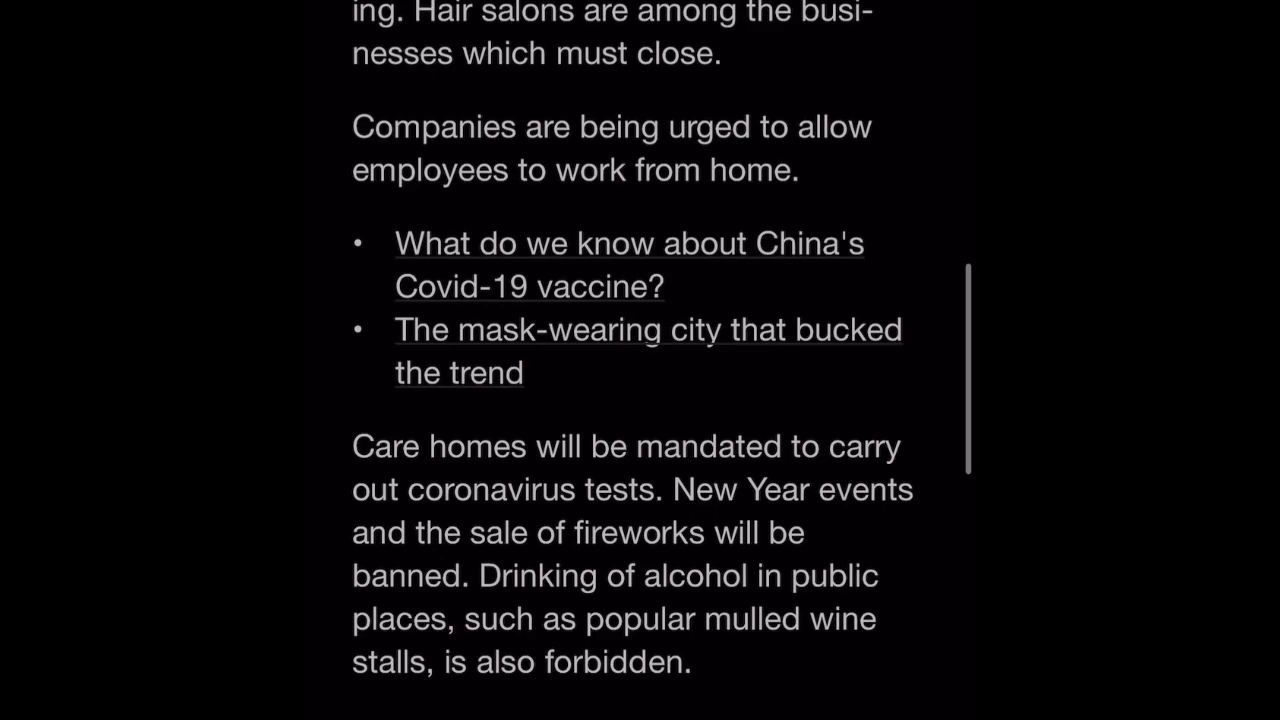 ing. Hair salons are among the busi-
nesses which must close.
Companies are being urged to allow
employees to work from home.
• What do we know about China's
Covid-19 vaccine?
• The mask-wearing city that bucked
the trend
Care homes will be mandated to carry
out coronavirus tests. New Year events
and the sale of fireworks will be
banned. Drinking of alcohol in public
places, such as popular mulled wine
stalls, is also forbidden.